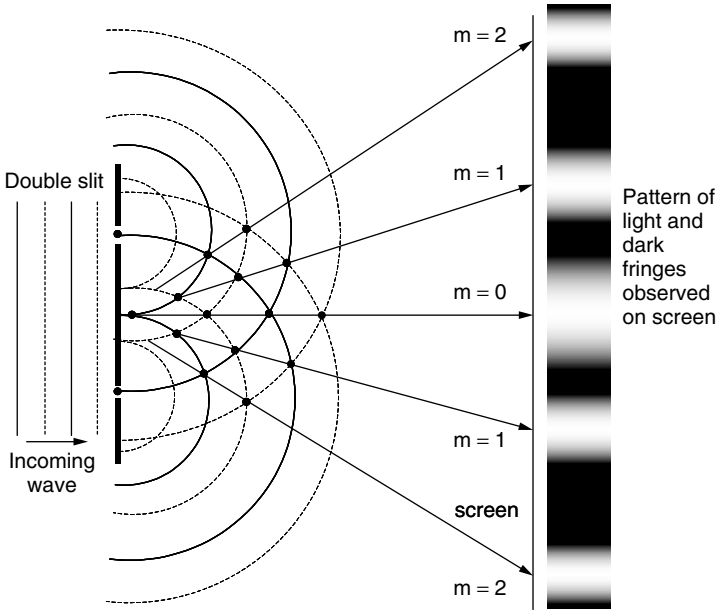 m = 2
Double slit
m = 1
Pattern of
light and
dark
fringes
observed
on screen
m = 0
m = 1
Incoming
wave
screen
m = 2